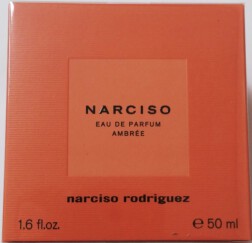 NARCISO
EAU DE PARFUM
AMBRÉE
narciso rodriguez
1.6 fl.oz. ℮ 50 ml